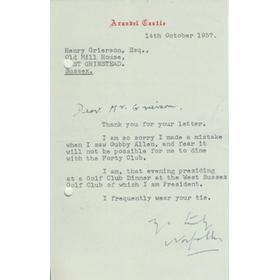 Arundel Castle
14th October 1957.
Henry Grierson, Esq.,
Old Mill House,
EAST GRINSTEAD.
Sussex.
Dear Mr. Grierson,
Thank you for your letter.
I am so sorry I made a mistake
when I saw Gubby Allen, and fear it
will not be possible for me to dine
with the Forty Club.
I am, that evening presiding
at a Golf Club Dinner at the West Sussex
Golf Club of which I am President.
I frequently wear your tie.
Norfolk